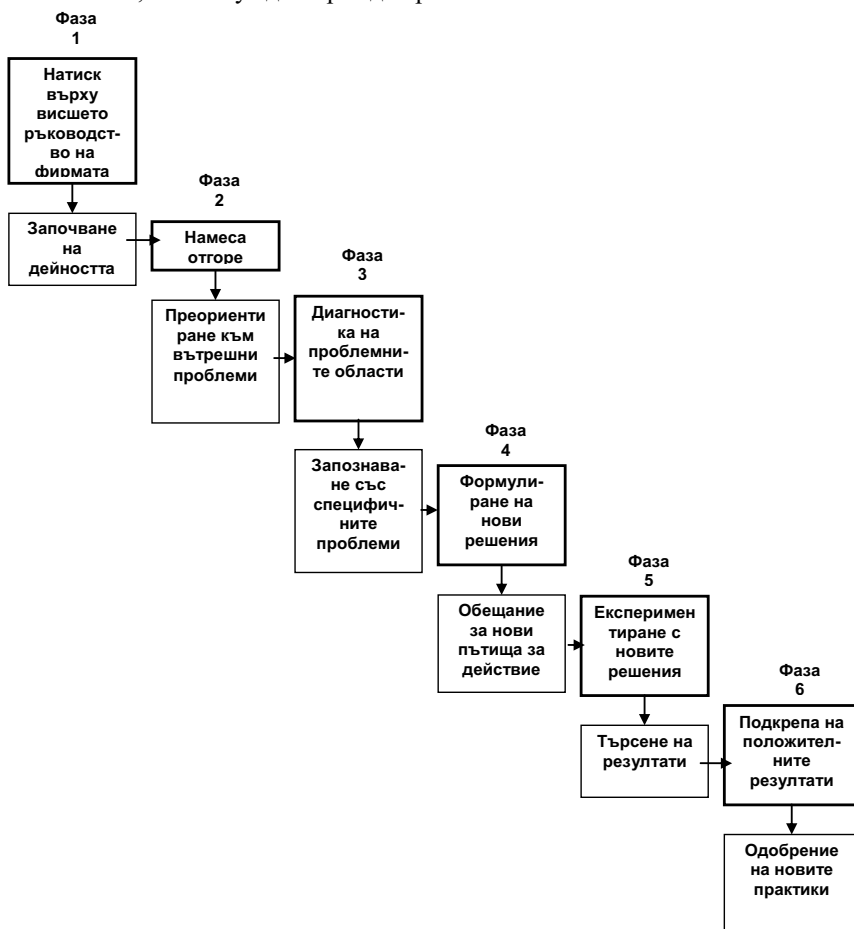 Фаза
1
Натиск
върху
висшето
ръководст-
во на
фирмата
Започване
на
дейността
Фаза
2
Намеса
отгоре
Преориенти
ране към
вътрешни
проблеми
Фаза
3
Диагности-
ка на
проблемни-
те области
Запознава-
не със
специфич-
ните
проблеми
Фаза
4
Формули-
ране на
нови
решения
Обещание
за нови
пътища за
действие
Фаза
5
Експеримен
тиране с
новите
решения
Търсене на
резултати
Фаза
6
Подкрепа на
положител-
ните
резултати
Одобрение
на новите
практики